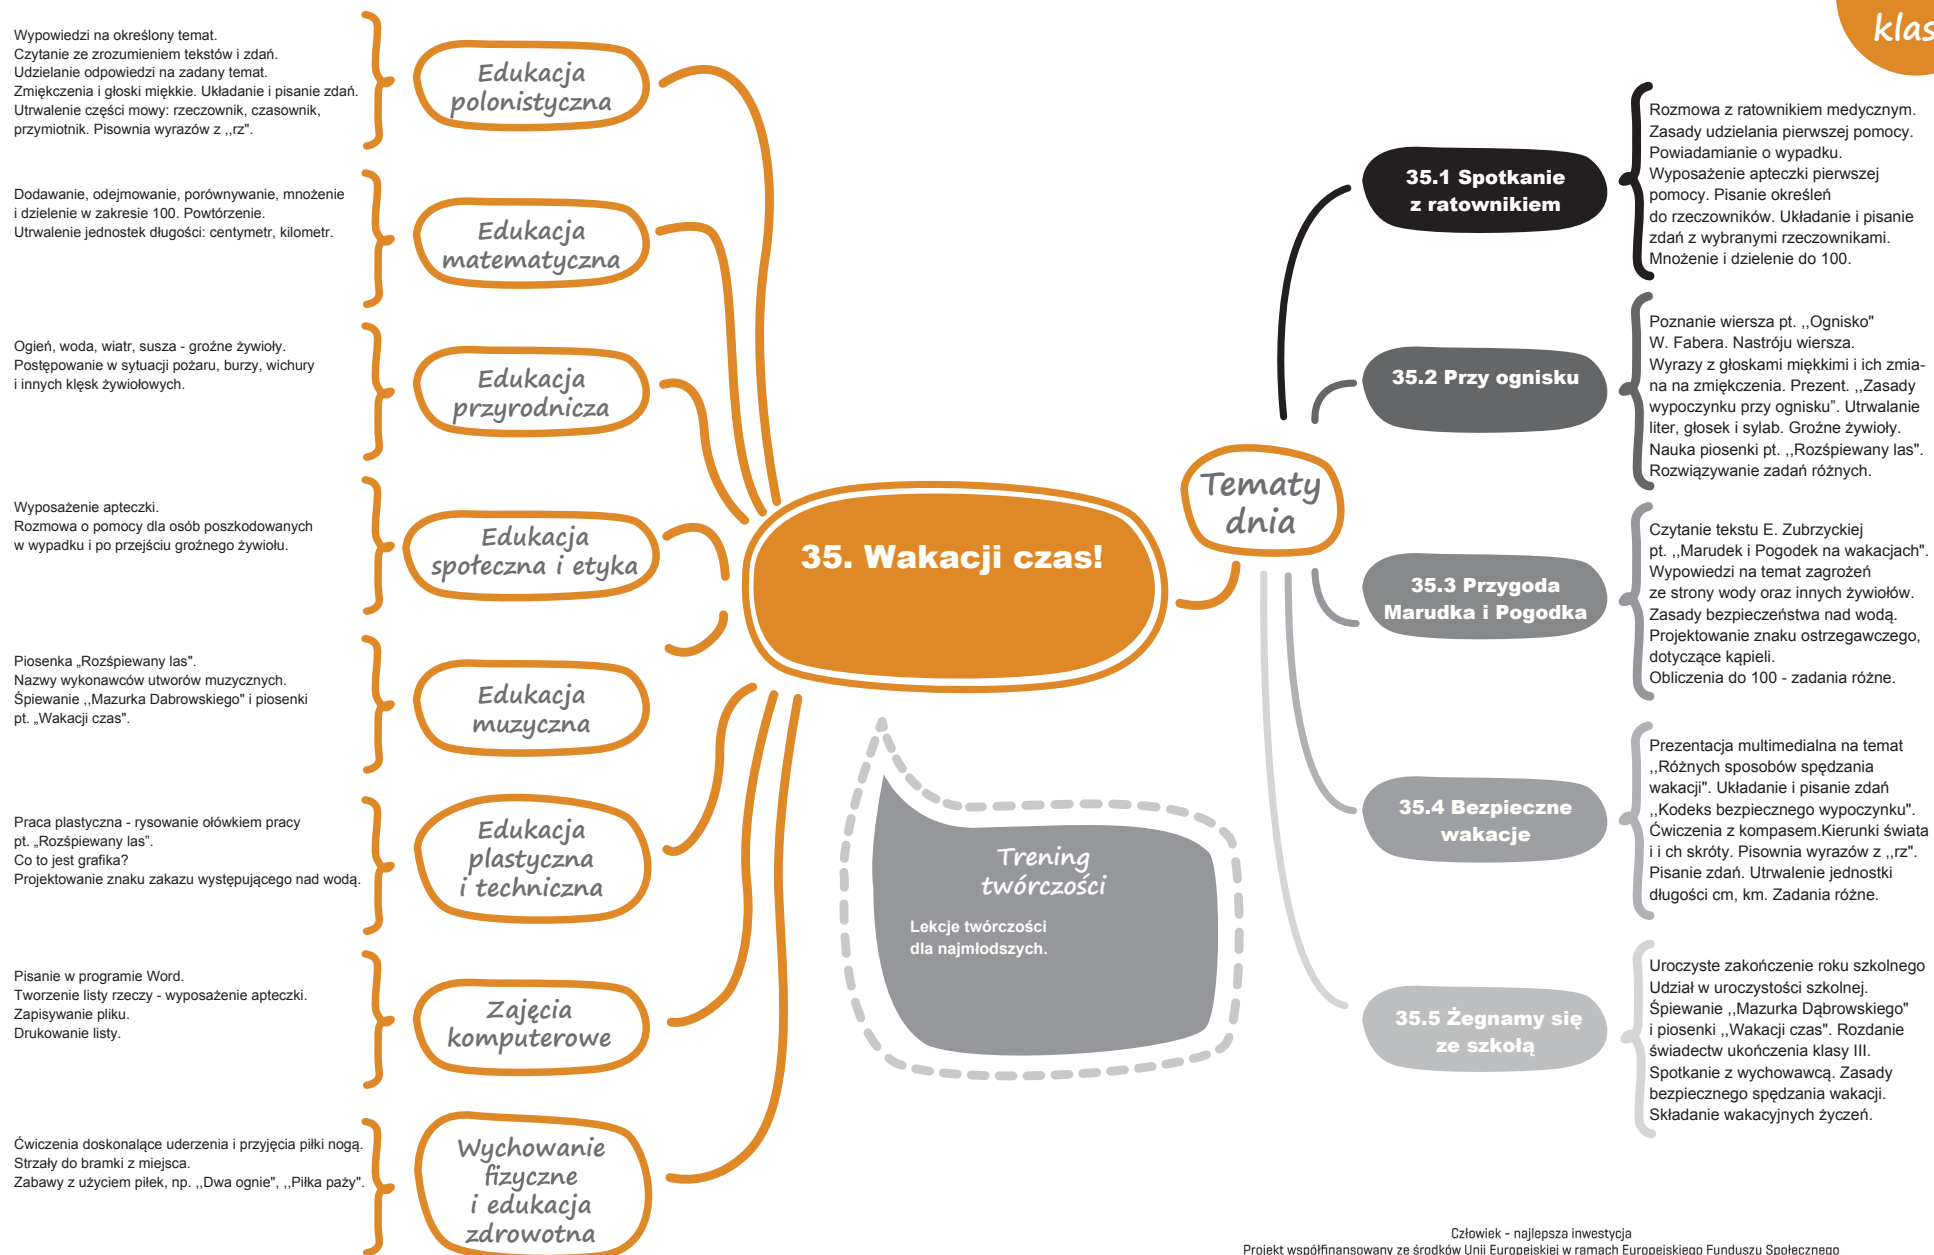 klas
Wypowiedzi na określony temat.
Czytanie ze zrozumieniem tekstów i zdań.
Udzielanie odpowiedzi na zadany temat.
Zmiękczenia i głoski miękkie. Układanie i pisanie zdań.
Utrwalenie części mowy: rzeczownik, czasownik,
przymiotnik. Pisownia wyrazów z ,,rz".
Edukacja
polonistyczna
Dodawanie, odejmowanie, porównywanie, mnożenie
i dzielenie w zakresie 100. Powtórzenie.
Utrwalenie jednostek długości: centymetr, kilometr.
Edukacja
matematyczna
Ogień, woda, wiatr, susza - groźne żywioły.
Postępowanie w sytuacji pożaru, burzy, wichury
i innych klęsk żywiołowych.
Edukacja
przyrodnicza
Wyposażenie apteczki.
Rozmowa o pomocy dla osób poszkodowanych
w wypadku i po przejściu groźnego żywiołu.
Edukacja
społeczna i etyka
Piosenka „Rozśpiewany las".
Nazwy wykonawców utworów muzycznych.
Śpiewanie ,,Mazurka Dabrowskiego" i piosenki
pt. „Wakacji czas".
Edukacja
muzyczna
Praca plastyczna - rysowanie ołówkiem pracy
pt. „Rozśpiewany las”.
Co to jest grafika?
Projektowanie znaku zakazu występującego nad wodą.
Edukacja
plastyczna
i techniczna
Pisanie w programie Word.
Tworzenie listy rzeczy - wyposażenie apteczki.
Zapisywanie pliku.
Drukowanie listy.
Zajęcia
komputerowe
Ćwiczenia doskonalące uderzenia i przyjęcia piłki nogą.
Strzały do bramki z miejsca.
Zabawy z użyciem piłek, np. ,,Dwa ognie", ,,Piłka paży".
Wychowanie
fizyczne
i edukacja
zdrowotna
35. Wakacji czas!
Trening
twórczości
Lekcje twórczości
dla najmłodszych.
Tematy
dnia
35.1 Spotkanie
z ratownikiem
Rozmowa z ratownikiem medycznym.
Zasady udzielania pierwszej pomocy.
Powiadamianie o wypadku.
Wyposażenie apteczki pierwszej
pomocy. Pisanie określeń
do rzeczowników. Układanie i pisanie
zdań z wybranymi rzeczownikami.
Mnożenie i dzielenie do 100.
35.2 Przy ognisku
Poznanie wiersza pt. ,,Ognisko"
W. Fabera. Nastróju wiersza.
Wyrazy z głoskami miękkimi i ich zmia-
na na zmiękczenia. Prezent. ,,Zasady
wypoczynku przy ognisku”. Utrwalanie
liter, głosek i sylab. Groźne żywioły.
Nauka piosenki pt. ,,Rozśpiewany las".
Rozwiązywanie zadań różnych.
35.3 Przygoda
Marudka i Pogodka
Czytanie tekstu E. Zubrzyckiej
pt. ,,Marudek i Pogodek na wakacjach".
Wypowiedzi na temat zagrożeń
ze strony wody oraz innych żywiołów.
Zasady bezpieczeństwa nad wodą.
Projektowanie znaku ostrzegawczego,
dotyczące kąpieli.
Obliczenia do 100 - zadania różne.
35.4 Bezpieczne
wakacje
Prezentacja multimedialna na temat
,,Różnych sposobów spędzania
wakacji". Układanie i pisanie zdań
,,Kodeks bezpiecznego wypoczynku".
Ćwiczenia z kompasem.Kierunki świata
i i ch skróty. Pisownia wyrazów z ,,rz".
Pisanie zdań. Utrwalenie jednostki
długości cm, km. Zadania różne.
35.5 Żegnamy się
ze szkołą
Uroczyste zakończenie roku szkolnego
Udział w uroczystości szkolnej.
Śpiewanie ,,Mazurka Dąbrowskiego"
i piosenki ,,Wakacji czas". Rozdanie
świadectw ukończenia klasy III.
Spotkanie z wychowawcą. Zasady
bezpiecznego spędzania wakacji.
Składanie wakacyjnych życzeń.
Człowiek - najlepsza inwestycja
Projekt współfinansowany ze środków Unii Europejskiej w ramach Europejskiego Funduszu Społecznego